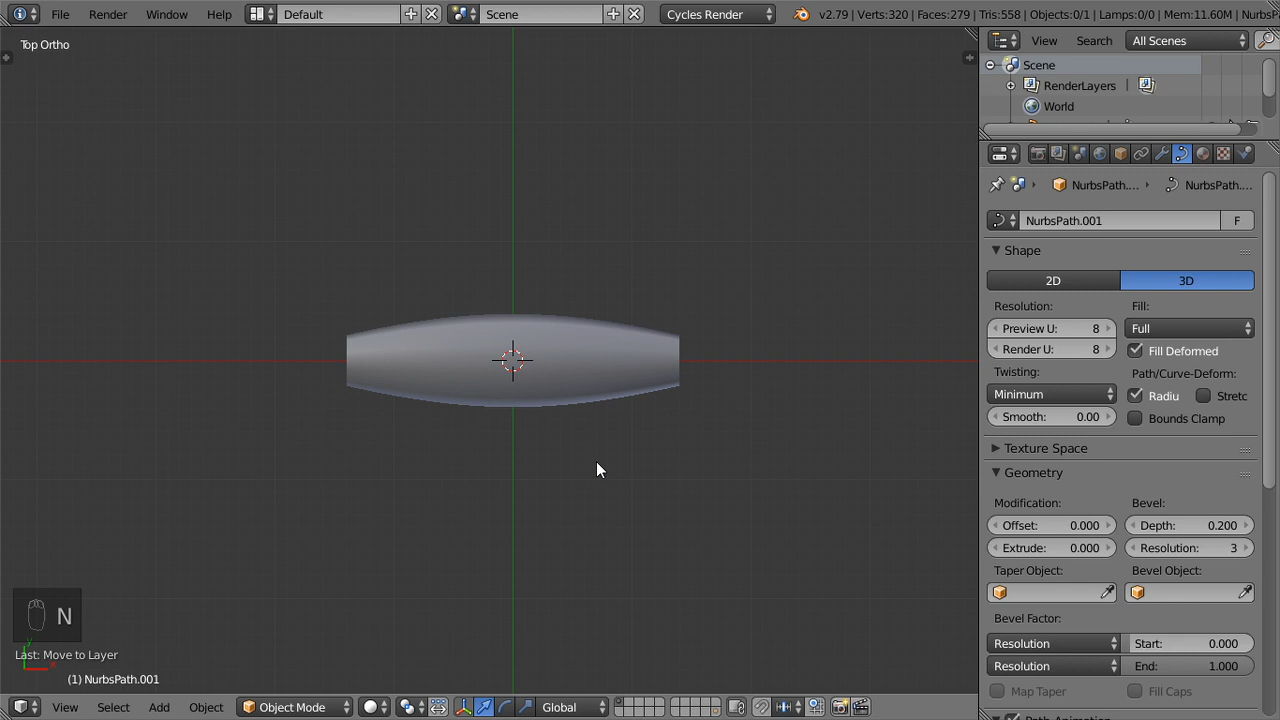 File Render Window Help Default Scene Cycles Render v2.79 | Verts:320 | Faces:279 | Tris:558 | Objects:0/1 | Lamps:0/0 | Mem:11.60M | NurbsPa
Top Ortho
View Search All Scenes
Scene
RenderLayers
World
NurbsPath.... NurbsPath....
NurbsPath.001 F
Shape
2D 3D
Resolution: Fill:
Preview U: 8 Full
Render U: 8 Fill Deformed
Twisting: Path/Curve-Deform:
Minimum Radiu Stretc
Smooth: 0.00 Bounds Clamp
Texture Space
Geometry
Modification: Bevel:
Offset: 0.000 Depth: 0.200
Extrude: 0.000 Resolution: 3
Taper Object: Bevel Object:
Bevel Factor:
Resolution Start: 0.000
Resolution End: 1.000
Map Taper Fill Caps
N
Last: Move to Layer
(1) NurbsPath.001
View Select Add Object Object Mode Global